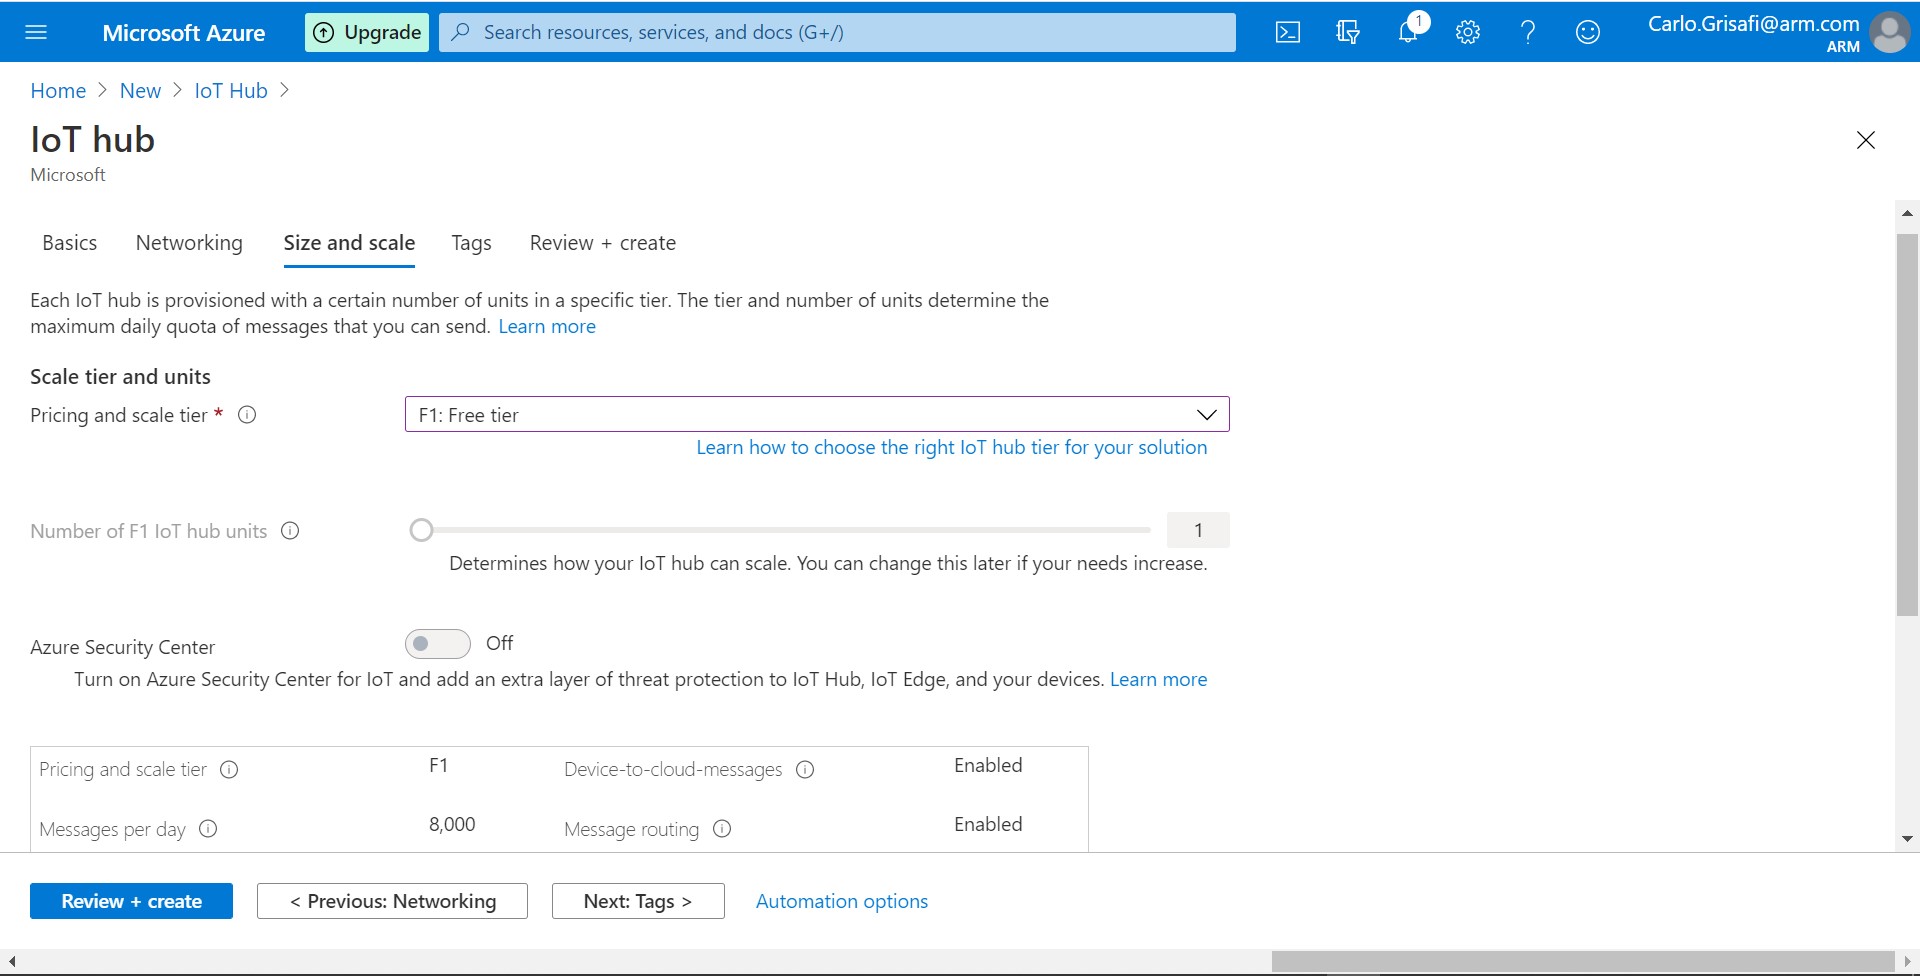 Microsoft Azure
Upgrade
Search resources, services, and docs (G+/)
1
Carlo.Grisafi@arm.com
ARM
Home > New > IoT Hub >
IoT hub
Microsoft
Basics Networking Size and scale Tags Review + create
Each IoT hub is provisioned with a certain number of units in a specific tier. The tier and number of units determine the
maximum daily quota of messages that you can send. Learn more
Scale tier and units
Pricing and scale tier * F1: Free tier
Learn how to choose the right IoT hub tier for your solution
Number of F1 IoT hub units 1
Determines how your IoT hub can scale. You can change this later if your needs increase.
Azure Security Center Off
Turn on Azure Security Center for IoT and add an extra layer of threat protection to IoT Hub, IoT Edge, and your devices. Learn more
Pricing and scale tier F1 Device-to-cloud-messages Enabled
Messages per day 8,000 Message routing Enabled
Review + create < Previous: Networking Next: Tags > Automation options